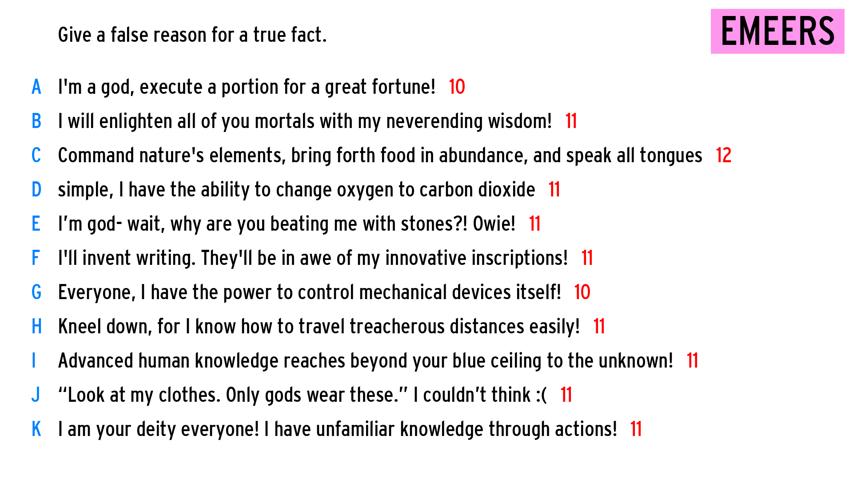 Give a false reason for a true fact.
EMEERS
A I'm a god, execute a portion for a great fortune! 10
B I will enlighten all of you mortals with my neverending wisdom! 11
C Command nature's elements, bring forth food in abundance, and speak all tongues 12
D simple, I have the ability to change oxygen to carbon dioxide 11
E I’m god- wait, why are you beating me with stones?! Owie! 11
F I'll invent writing. They'll be in awe of my innovative inscriptions! 11
G Everyone, I have the power to control mechanical devices itself! 10
H Kneel down, for I know how to travel treacherous distances easily! 11
I Advanced human knowledge reaches beyond your blue ceiling to the unknown! 11
J “Look at my clothes. Only gods wear these.” I couldn’t think :( 11
K I am your deity everyone! I have unfamiliar knowledge through actions! 11